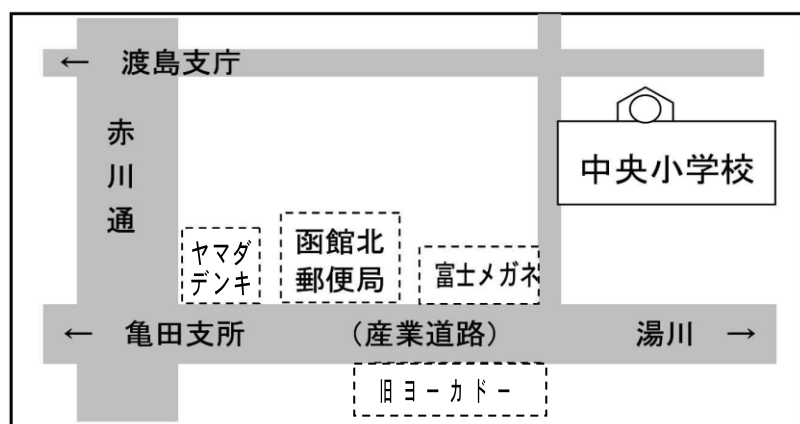 ← 渡島支庁
赤川通
中央小学校
ヤマダ
デンキ
函館北
郵便局
富士メガネ
← 亀田支所 (産業道路) 湯川 →
旧ヨーカドー